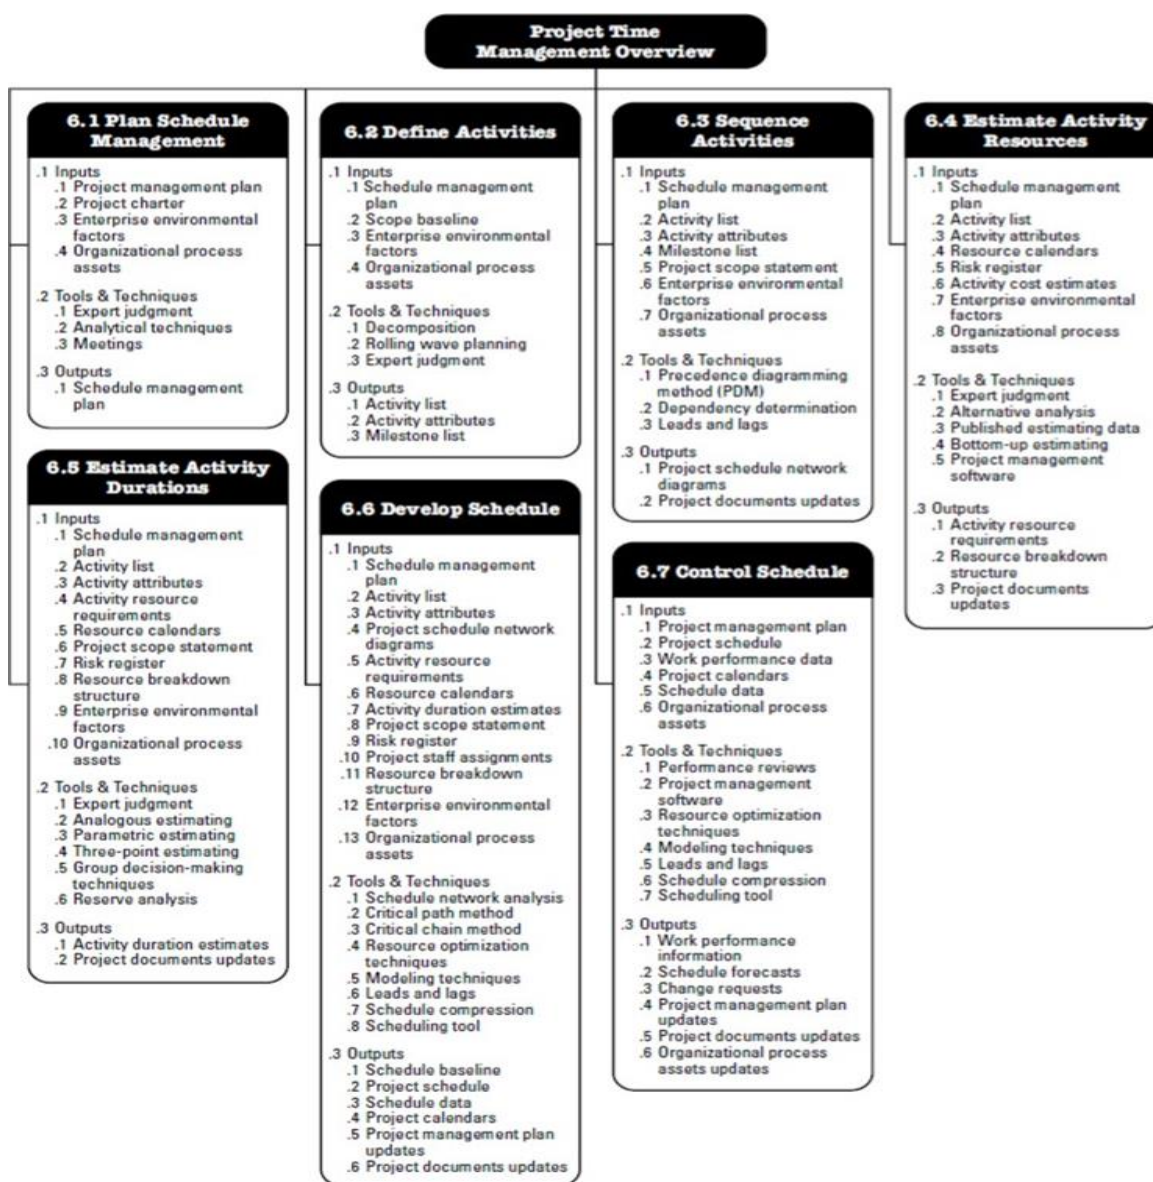 Project Time
Management Overview
6.1 Plan Schedule
Management
.1 Inputs
.1 Project management plan
.2 Project charter
.3 Enterprise environmental
factors
.4 Organizational process
assets
.2 Tools & Techniques
.1 Expert judgment
.2 Analytical techniques
.3 Meetings
.3 Outputs
.1 Schedule management
plan
6.2 Define Activities
.1 Inputs
.1 Schedule management
plan
.2 Scope baseline
.3 Enterprise environmental
factors
.4 Organizational process
assets
.2 Tools & Techniques
.1 Decomposition
.2 Rolling wave planning
.3 Expert judgment
.3 Outputs
.1 Activity list
.2 Activity attributes
.3 Milestone list
6.3 Sequence
Activities
.1 Inputs
.1 Schedule management
plan
.2 Activity list
.3 Activity attributes
.4 Milestone list
.5 Project scope statement
.6 Enterprise environmental
factors
.7 Organizational process
assets
.2 Tools & Techniques
.1 Precedence diagramming
method (PDM)
.2 Dependency determination
.3 Leads and lags
.3 Outputs
.1 Project schedule network
diagrams
.2 Project documents updates
6.4 Estimate Activity
Resources
.1 Inputs
.1 Schedule management
plan
.2 Activity list
.3 Activity attributes
.4 Resource calendars
.5 Risk register
.6 Activity cost estimates
.7 Enterprise environmental
factors
.8 Organizational process
assets
.2 Tools & Techniques
.1 Expert judgment
.2 Alternative analysis
.3 Published estimating data
.4 Bottom-up estimating
.5 Project management
software
.3 Outputs
.1 Activity resource
requirements
.2 Resource breakdown
structure
.3 Project documents
updates
6.5 Estimate Activity
Durations
.1 Inputs
.1 Schedule management
plan
.2 Activity list
.3 Activity attributes
.4 Activity resource
requirements
.5 Resource calendars
.6 Project scope statement
.7 Risk register
.8 Resource breakdown
structure
.9 Enterprise environmental
factors
.10 Organizational process
assets
.2 Tools & Techniques
.1 Expert judgment
.2 Analogous estimating
.3 Parametric estimating
.4 Three-point estimating
.5 Group decision-making
techniques
.6 Reserve analysis
.3 Outputs
.1 Activity duration estimates
.2 Project documents updates
6.6 Develop Schedule
.1 Inputs
.1 Schedule management
plan
.2 Activity list
.3 Activity attributes
.4 Project schedule network
diagrams
.5 Activity resource
requirements
.6 Resource calendars
.7 Activity duration estimates
.8 Project scope statement
.9 Risk register
.10 Project staff assignments
.11 Resource breakdown
structure
.12 Enterprise environmental
factors
.13 Organizational process
assets
.2 Tools & Techniques
.1 Schedule network analysis
.2 Critical path method
.3 Critical chain method
.4 Resource optimization
techniques
.5 Modeling techniques
.6 Leads and lags
.7 Schedule compression
.8 Scheduling tool
.3 Outputs
.1 Schedule baseline
.2 Project schedule
.3 Schedule data
.4 Project calendars
.5 Project management plan
updates
.6 Project documents updates
6.7 Control Schedule
.1 Inputs
.1 Project management plan
.2 Project schedule
.3 Work performance data
.4 Project calendars
.5 Schedule data
.6 Organizational process
assets
.2 Tools & Techniques
.1 Performance reviews
.2 Project management
software
.3 Resource optimization
techniques
.4 Modeling techniques
.5 Leads and lags
.6 Schedule compression
.7 Scheduling tool
.3 Outputs
.1 Work performance
information
.2 Schedule forecasts
.3 Change requests
.4 Project management plan
updates
.5 Project documents updates
.6 Organizational process
assets updates